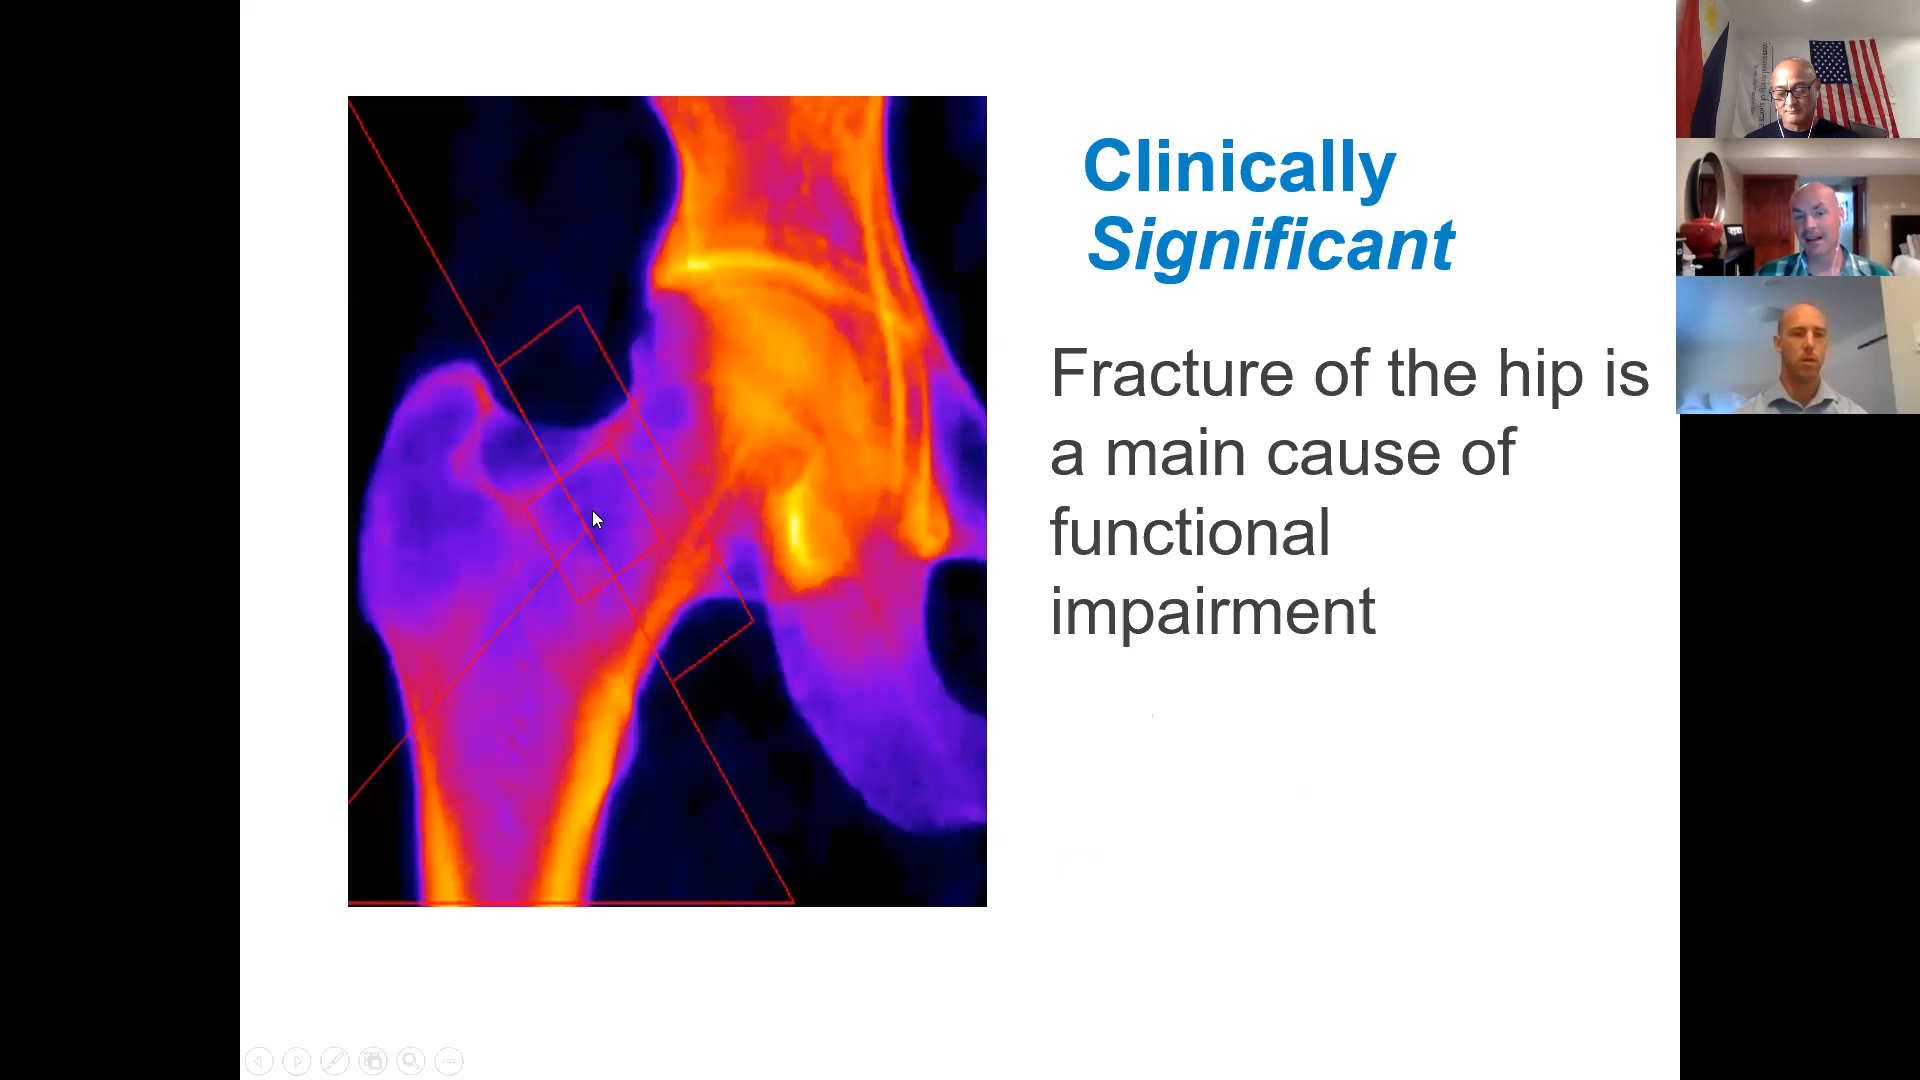 Clinically
Significant
Fracture of the hip is
a main cause of
functional
impairment